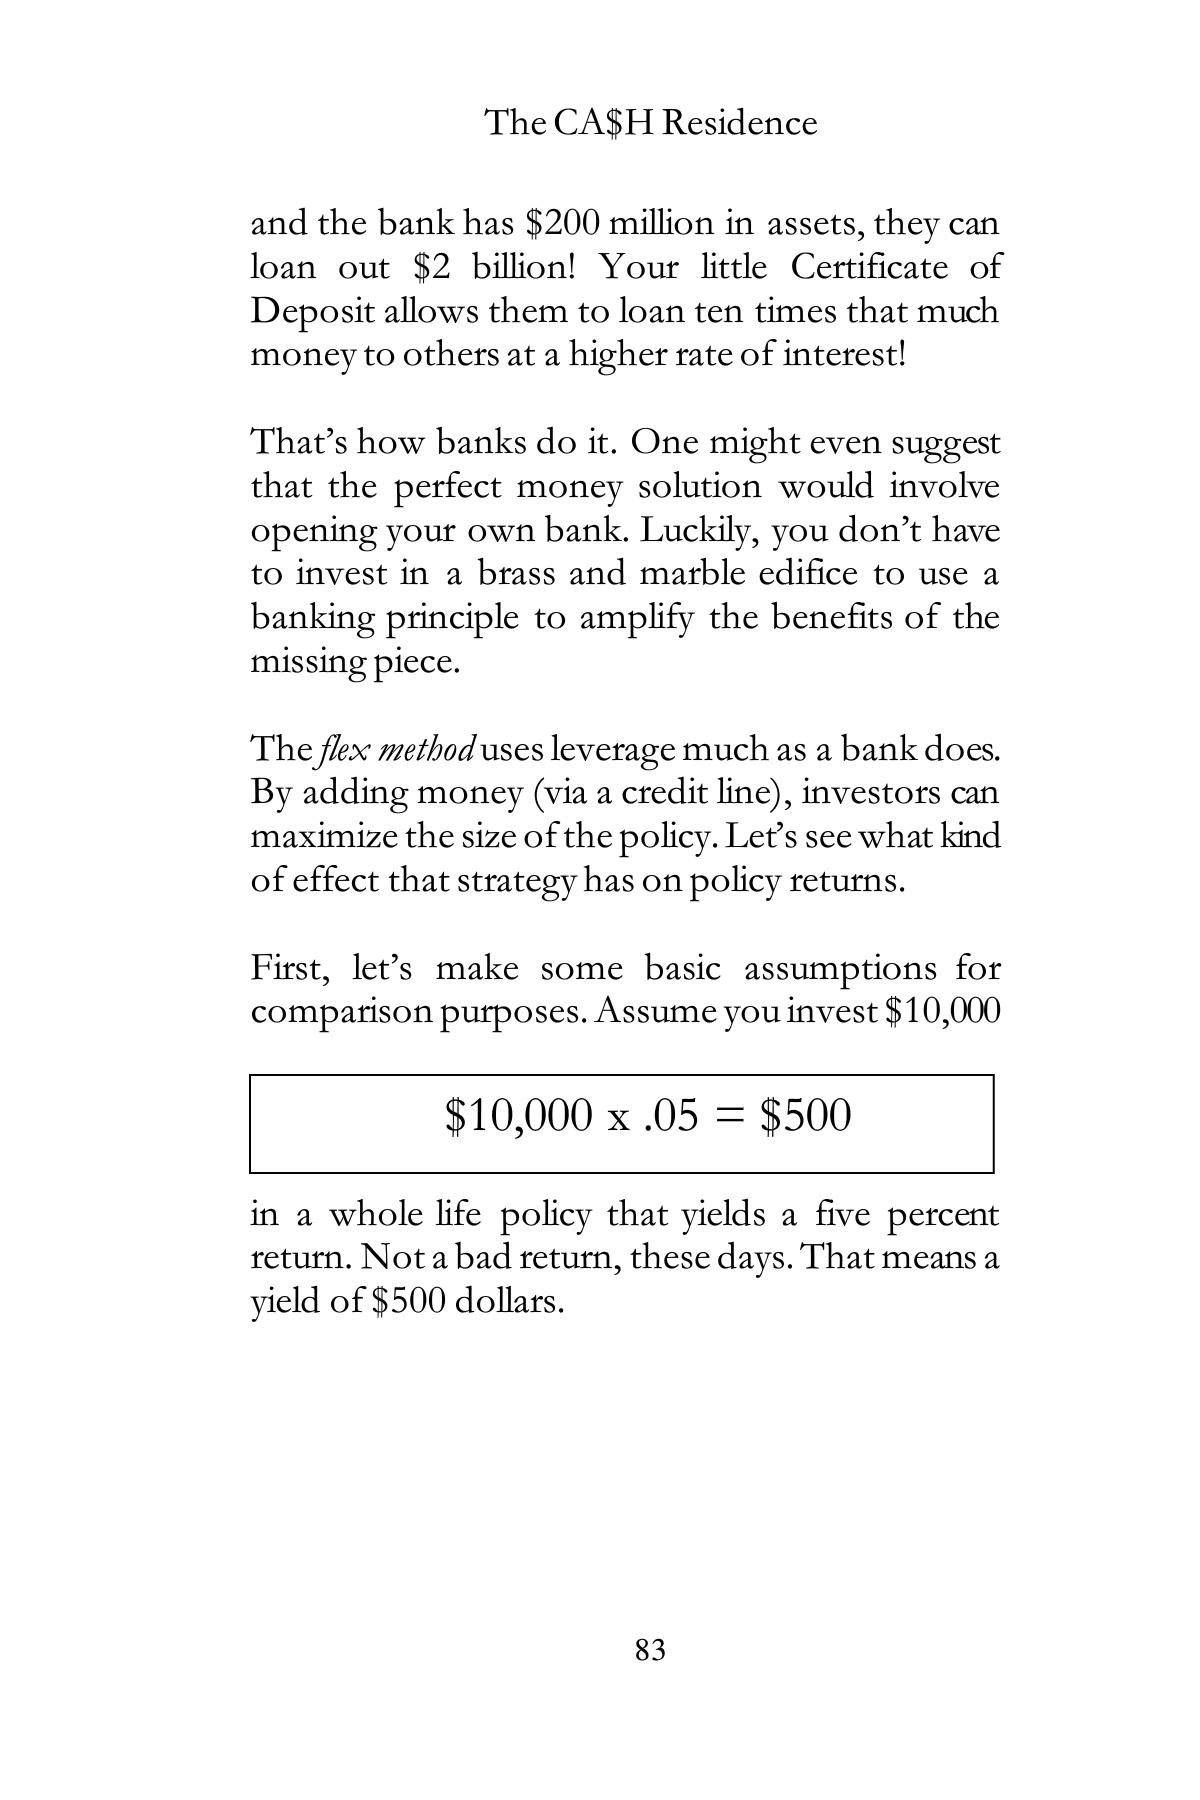 The CA$H Residence
and the bank has $200 million in assets, they can
loan out $2 billion! Your little Certificate of
Deposit allows them to loan ten times that much
money to others at a higher rate of interest!
That’s how banks do it. One might even suggest
that the perfect money solution would involve
opening your own bank. Luckily, you don’t have
to invest in a brass and marble edifice to use a
banking principle to amplify the benefits of the
missing piece.
The flex method uses leverage much as a bank does.
By adding money (via a credit line), investors can
maximize the size of the policy. Let’s see what kind
of effect that strategy has on policy returns.
First, let’s make some basic assumptions for
comparison purposes. Assume you invest $10,000
$10,000 x .05 = $500
in a whole life policy that yields a five percent
return. Not a bad return, these days. That means a
yield of $500 dollars.
83